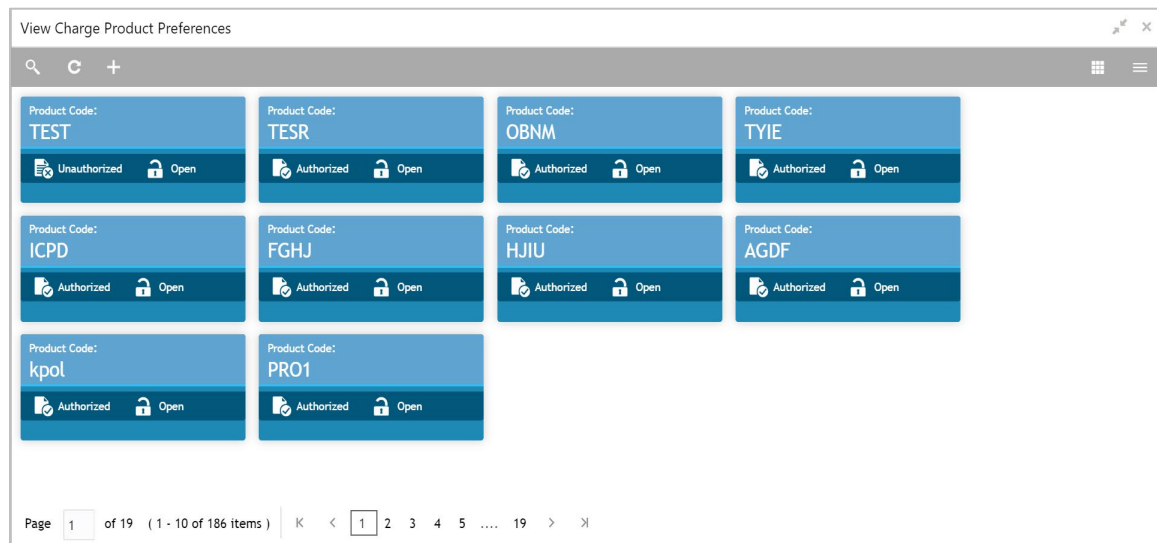 View Charge Product Preferences
Product Code:
TEST
Unauthorized Open
Product Code:
TESR
Authorized Open
Product Code:
OBNM
Authorized Open
Product Code:
TYIE
Authorized Open
Product Code:
ICPD
Authorized Open
Product Code:
FGHJ
Authorized Open
Product Code:
HJIU
Authorized Open
Product Code:
AGDF
Authorized Open
Product Code:
kpol
Authorized Open
Product Code:
PRO1
Authorized Open
Page 1 of 19 ( 1 - 10 of 186 items ) 1 2 3 4 5 .... 19